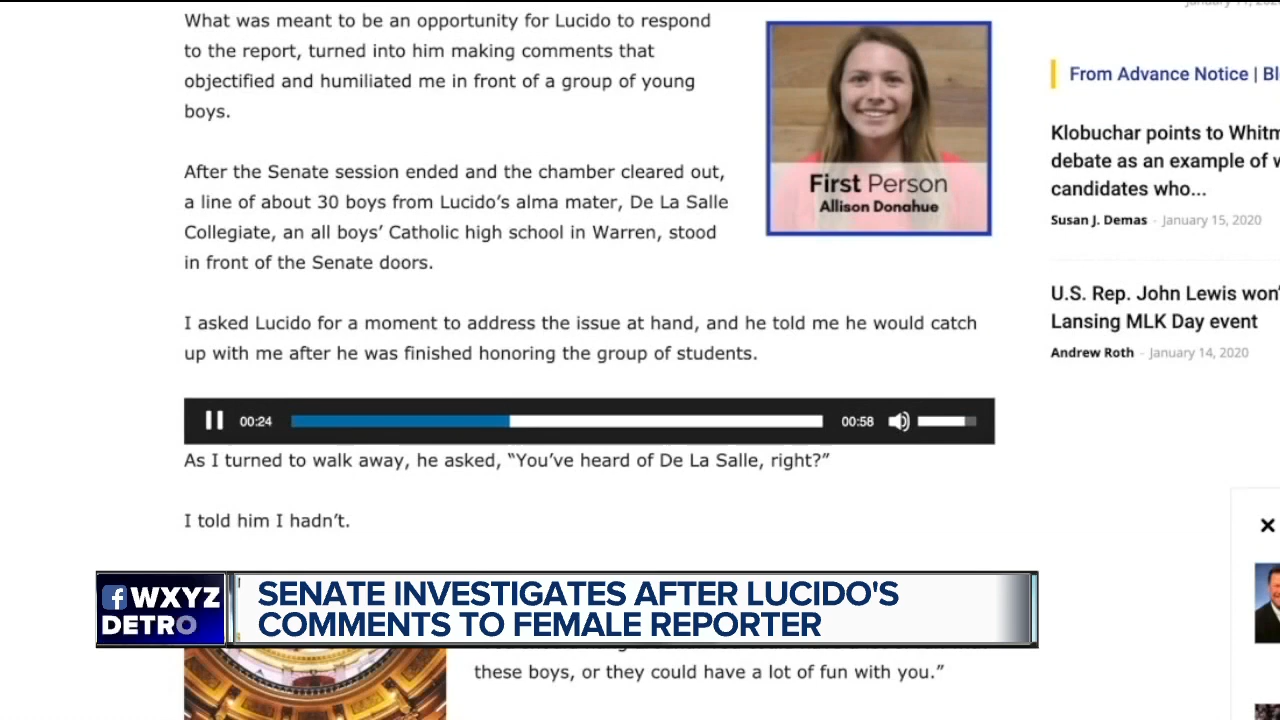 What was meant to be an opportunity for Lucido to respond
to the report, turned into him making comments that
objectified and humiliated me in front of a group of young
boys.
After the Senate session ended and the chamber cleared out,
a line of about 30 boys from Lucido’s alma mater, De La Salle
Collegiate, an all boys’ Catholic high school in Warren, stood
in front of the Senate doors.
First Person
Allison Donahue
I asked Lucido for a moment to address the issue at hand, and he told me he would catch
up with me after he was finished honoring the group of students.
00:24
00:58
As I turned to walk away, he asked, “You’ve heard of De La Salle, right?”
I told him I hadn’t.
these boys, or they could have a lot of fun with you.”
From Advance Notice | Bl
Klobuchar points to Whitm
debate as an example of w
candidates who...
Susan J. Demas - January 15, 2020
U.S. Rep. John Lewis won’
Lansing MLK Day event
Andrew Roth - January 14, 2020
f WXYZ
DETRO
SENATE INVESTIGATES AFTER LUCIDO'S
COMMENTS TO FEMALE REPORTER